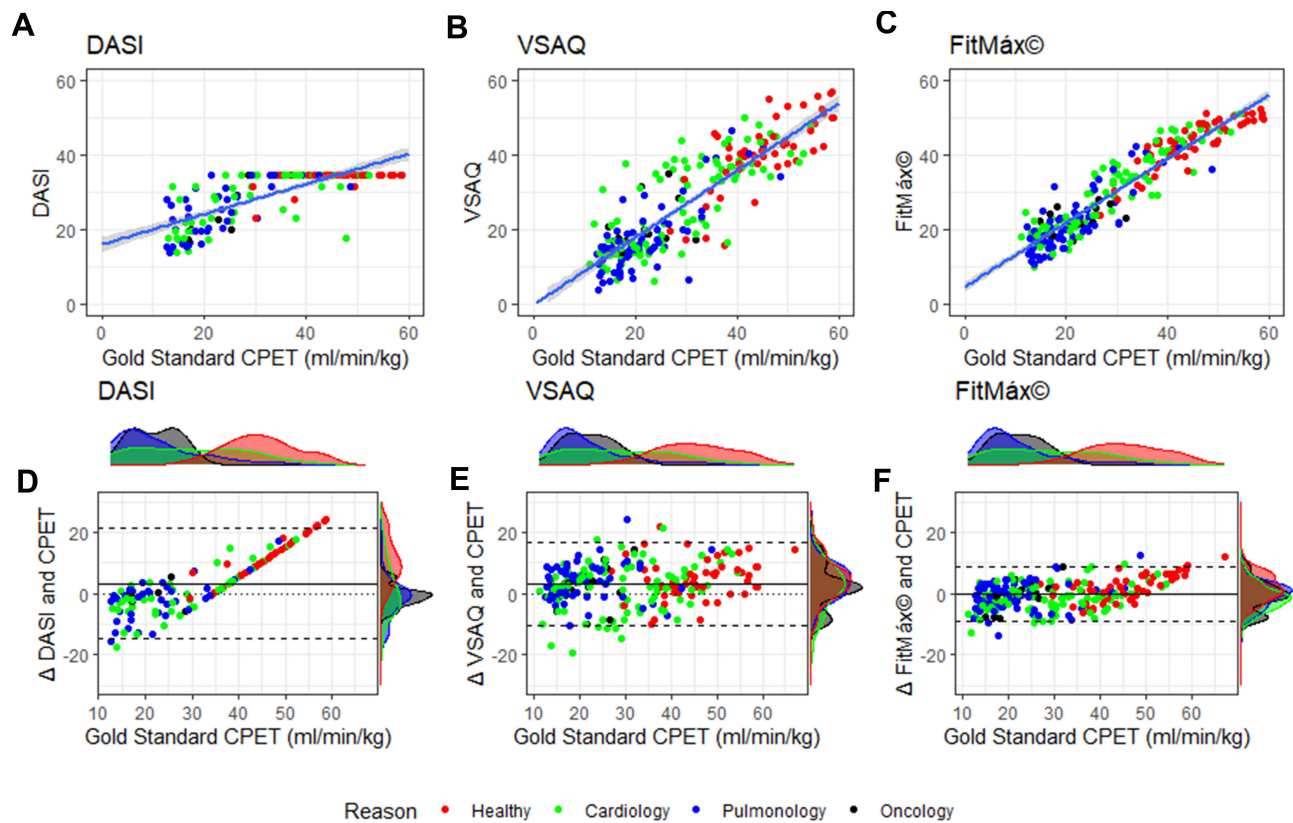 A
B
C
DASI
VSAQ
FitMáx©
60
40
20
0
DASI
60
40
20
0
VSAQ
60
40
20
0
FitMáx©
0 20 40 60
0 20 40 60
0 20 40 60
Gold Standard CPET (ml/min/kg)
Gold Standard CPET (ml/min/kg)
Gold Standard CPET (ml/min/kg)
DASI
VSAQ
FitMáx©
D
E
F
20
0
-20
Δ DASI and CPET
20
0
-20
Δ VSAQ and CPET
20
0
-20
Δ FitMáx© and CPET
10 20 30 40 50 60
10 20 30 40 50 60
10 20 30 40 50 60
Gold Standard CPET (ml/min/kg)
Gold Standard CPET (ml/min/kg)
Gold Standard CPET (ml/min/kg)
Reason Healthy Cardiology Pulmonology Oncology